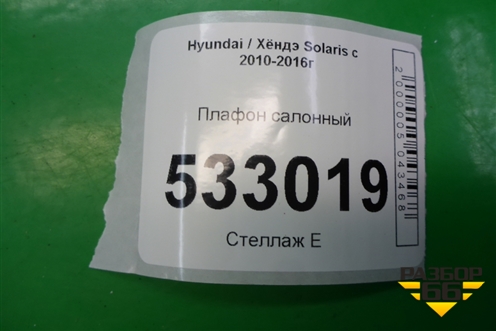 Hyundai / Хёндэ Solaris с
2010-2016г
Плафон салонный
533019
Стеллаж Е
2000005043468
РАЗБОР
66